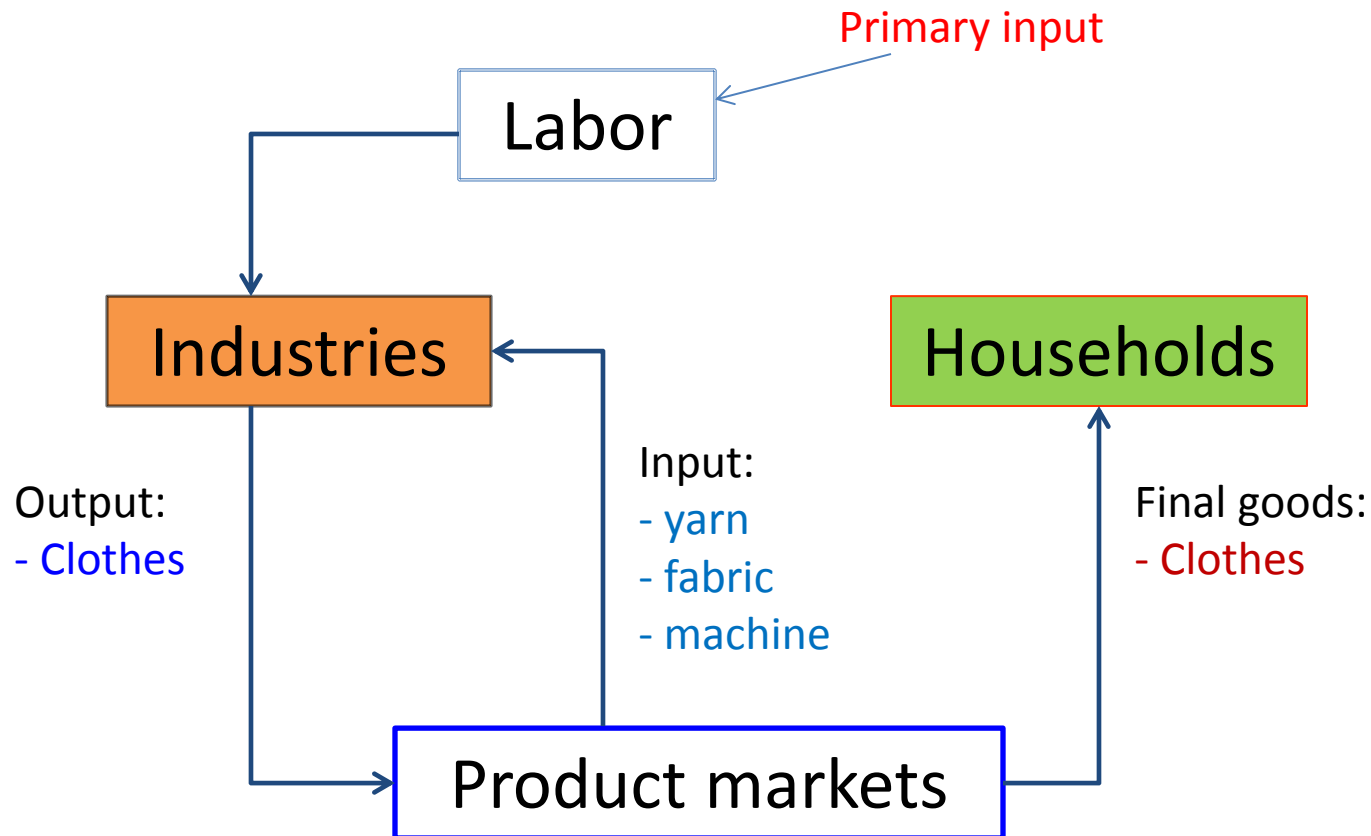 Primary input
Labor
Industries
Households
Output:
- Clothes
Input:
- yarn
- fabric
- machine
Final goods:
- Clothes
Product markets